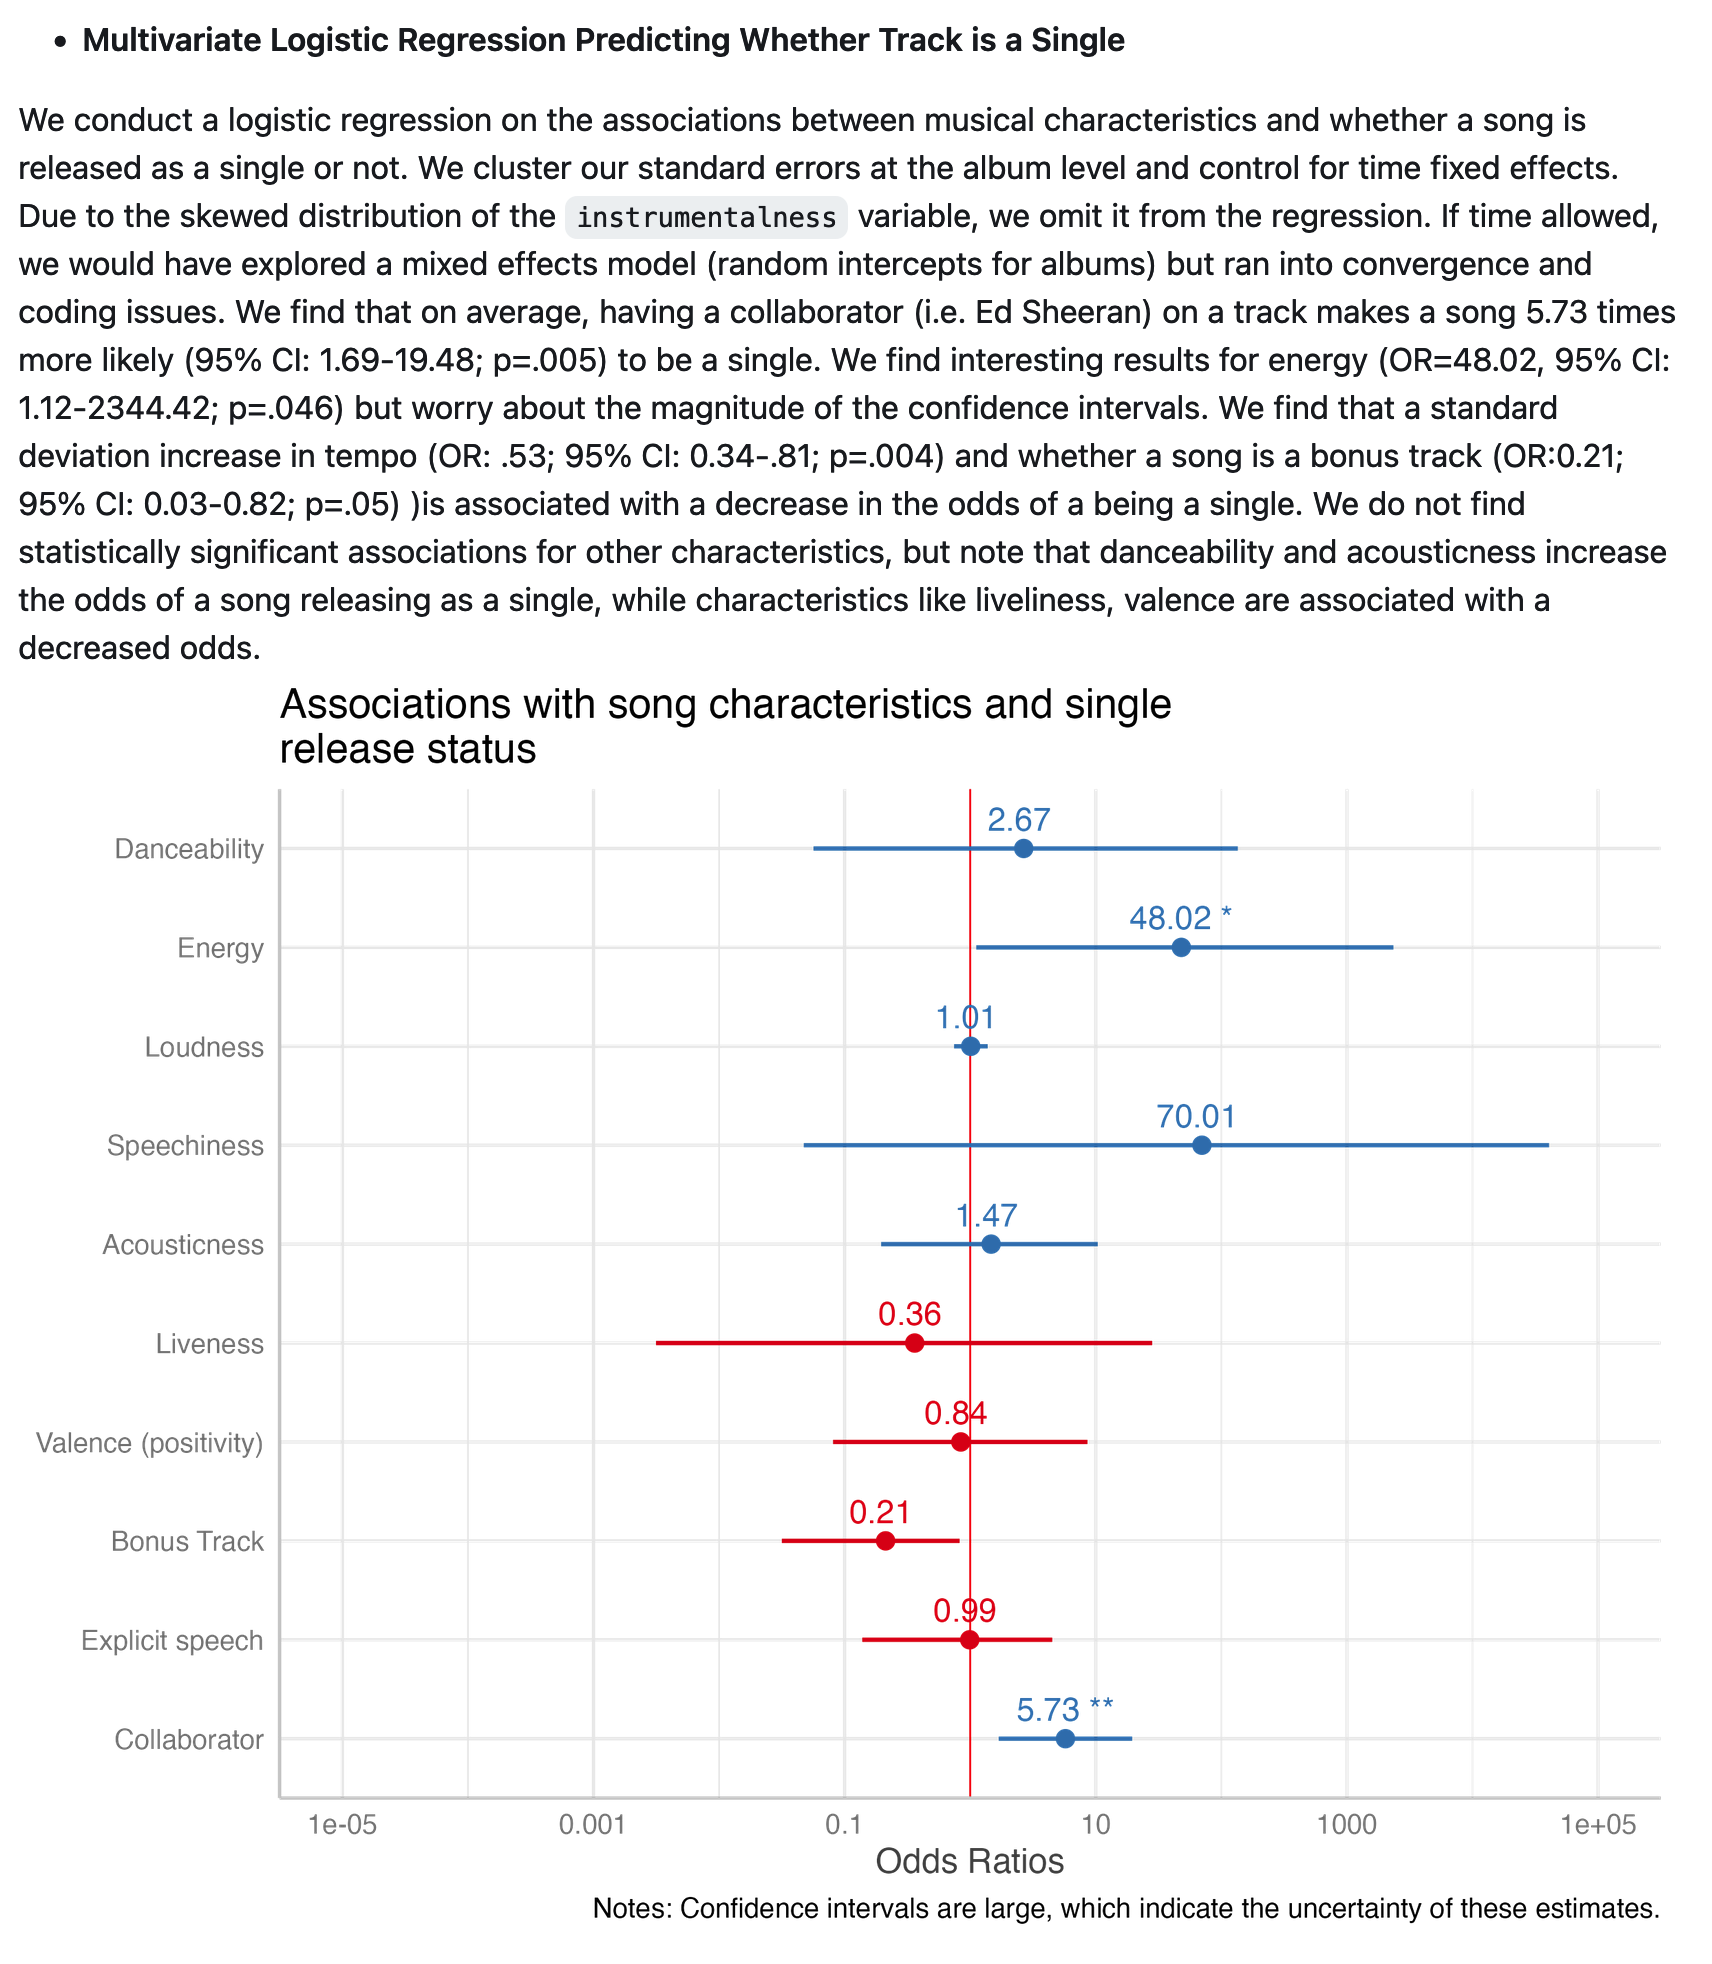 • Multivariate Logistic Regression Predicting Whether Track is a Single
We conduct a logistic regression on the associations between musical characteristics and whether a song is
released as a single or not. We cluster our standard errors at the album level and control for time fixed effects.
Due to the skewed distribution of the instrumentalness variable, we omit it from the regression. If time allowed,
we would have explored a mixed effects model (random intercepts for albums) but ran into convergence and
coding issues. We find that on average, having a collaborator (i.e. Ed Sheeran) on a track makes a song 5.73 times
more likely (95% CI: 1.69-19.48; p=.005) to be a single. We find interesting results for energy (OR=48.02, 95% CI:
1.12-2344.42; p=.046) but worry about the magnitude of the confidence intervals. We find that a standard
deviation increase in tempo (OR: .53; 95% CI: 0.34-.81; p=.004) and whether a song is a bonus track (OR:0.21;
95% CI: 0.03-0.82; p=.05) )is associated with a decrease in the odds of a being a single. We do not find
statistically significant associations for other characteristics, but note that danceability and acousticness increase
the odds of a song releasing as a single, while characteristics like liveliness, valence are associated with a
decreased odds.
Associations with song characteristics and single
release status
2.67
Danceability
48.02 *
Energy
1.01
Loudness
70.01
Speechiness
1.47
Acousticness
0.36
Liveness
0.84
Valence (positivity)
0.21
Bonus Track
0.99
Explicit speech
5.73 **
Collaborator
1e-05 0.001 0.1 10 1000 1e+05
Odds Ratios
Notes: Confidence intervals are large, which indicate the uncertainty of these estimates.